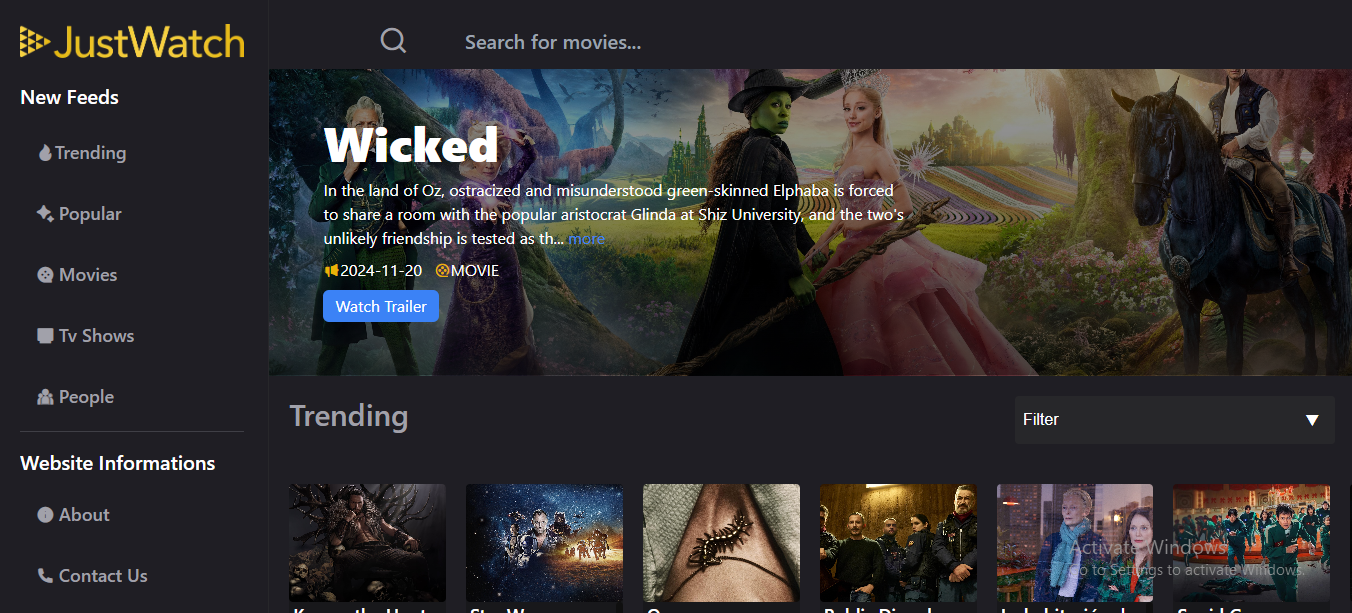 JustWatch
Search for movies...
New Feeds
Trending
Popular
Movies
Tv Shows
People
Website Informations
About
Contact Us
Wicked
In the land of Oz, ostracized and misunderstood green-skinned Elphaba is forced
to share a room with the popular aristocrat Glinda at Shiz University, and the two's
unlikely friendship is tested as th... more
2024-11-20 MOVIE
Watch Trailer
Trending
Filter
Activate Windows
Go to Settings to activate Windows.